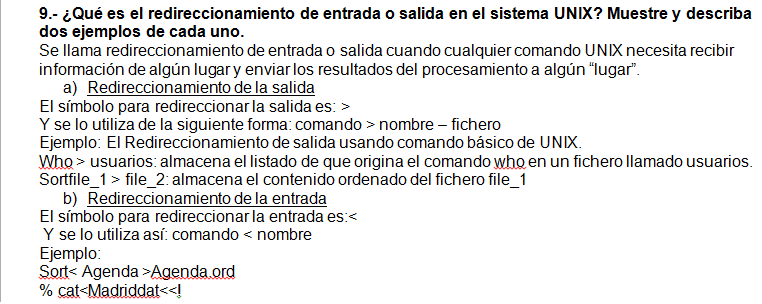 9.- ¿Qué es el redireccionamiento de entrada o salida en el sistema UNIX? Muestre y describa
dos ejemplos de cada uno.
Se llama redireccionamiento de entrada o salida cuando cualquier comando UNIX necesita recibir
información de algún lugar y enviar los resultados del procesamiento a algún “lugar”.
a) Redireccionamiento de la salida
El símbolo para redireccionar la salida es: >
Y se lo utiliza de la siguiente forma: comando > nombre – fichero
Ejemplo: El Redireccionamiento de salida usando comando básico de UNIX.
Who > usuarios: almacena el listado de que origina el comando who en un fichero llamado usuarios.
Sortfile_1 > file_2: almacena el contenido ordenado del fichero file_1
b) Redireccionamiento de la entrada
El símbolo para redireccionar la entrada es:<
Y se lo utiliza así: comando < nombre
Ejemplo:
Sort< Agenda >Agenda.ord
% cat<Madriddat<<!